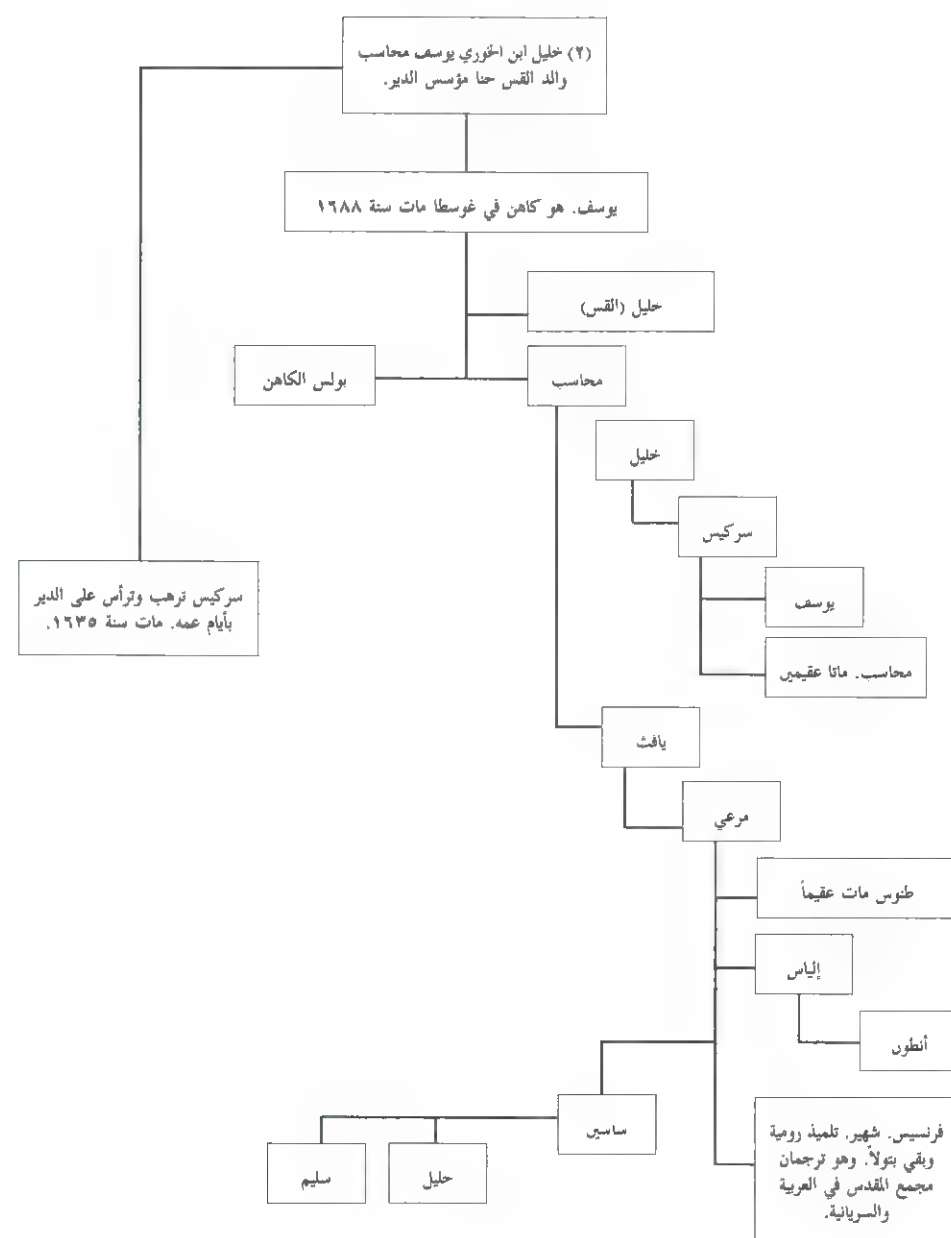 (٢) خليل ابن الخوري يوسف محاسب
والد القس حنا مؤسس الدير.
يوسف. هو كاهن في غوسطا مات سنة ١٦٨٨
خليل (القس)
بولس الكاهن
محاسب
خليل
سركيس
سركيس ترهب وترأس على الدير
بأيام عمه. مات سنة ١٦٣٥.
يوسف
محاسب. ماتا عقيمين
يافث
مرعي
طنوس مات عقيماً
إلياس
أنطون
ساسين
فرنسيس. شهير. تلميذ رومية
وبقي بتولاً. وهو ترجمان
مجمع المقدس في العربية
والسريانية.
خليل
سليم